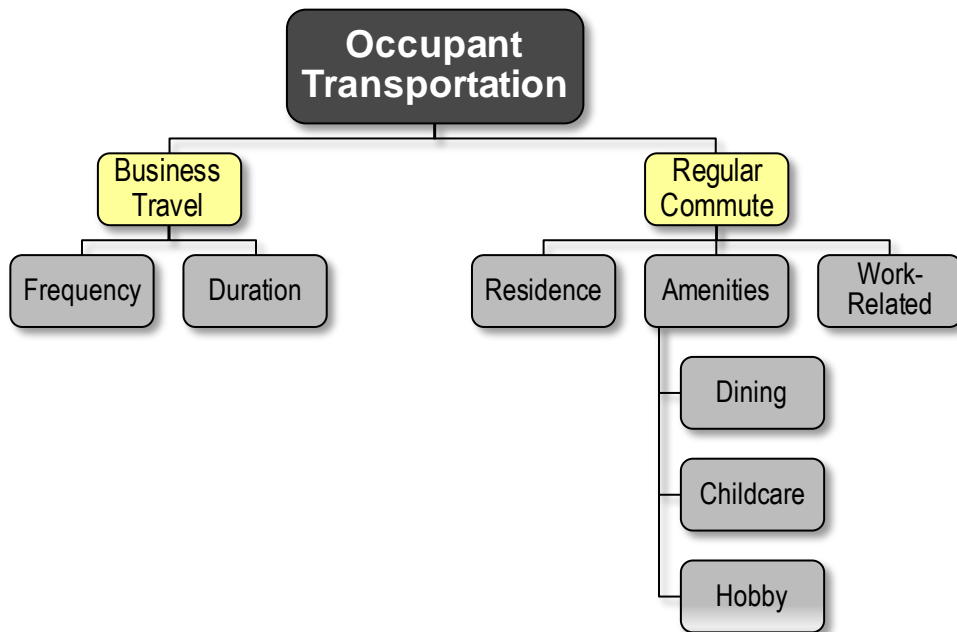 Occupant
Transportation
Business
Travel
Regular
Commute
Frequency
Duration
Residence
Amenities
Work-
Related
Dining
Childcare
Hobby